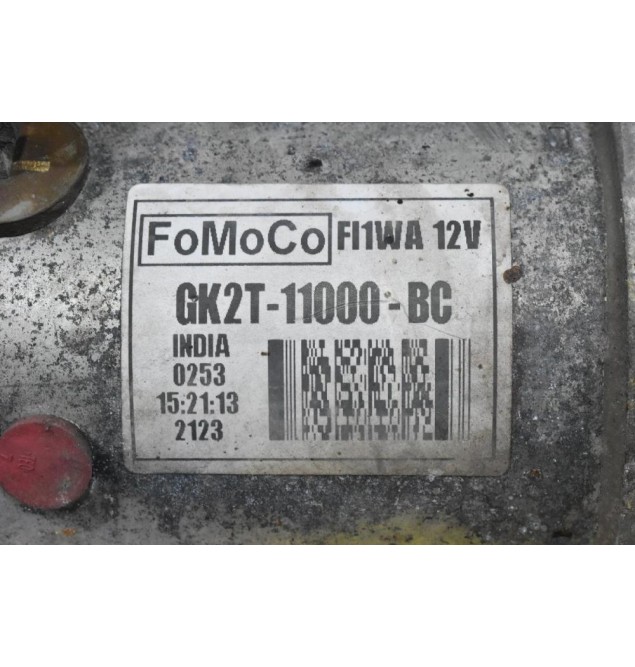 FoMoCo FI1WA 12V
GK2T-11000-BC
INDIA
0253
15:21:13
2123